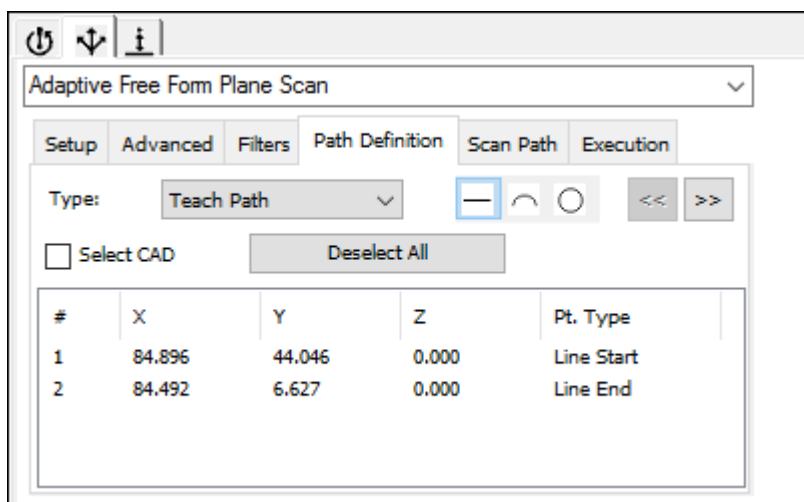 Adaptive Free Form Plane Scan
Setup Advanced Filters Path Definition Scan Path Execution
Type: Teach Path << >>
Select CAD Deselect All
# X Y Z Pt. Type
1 84.896 44.046 0.000 Line Start
2 84.492 6.627 0.000 Line End